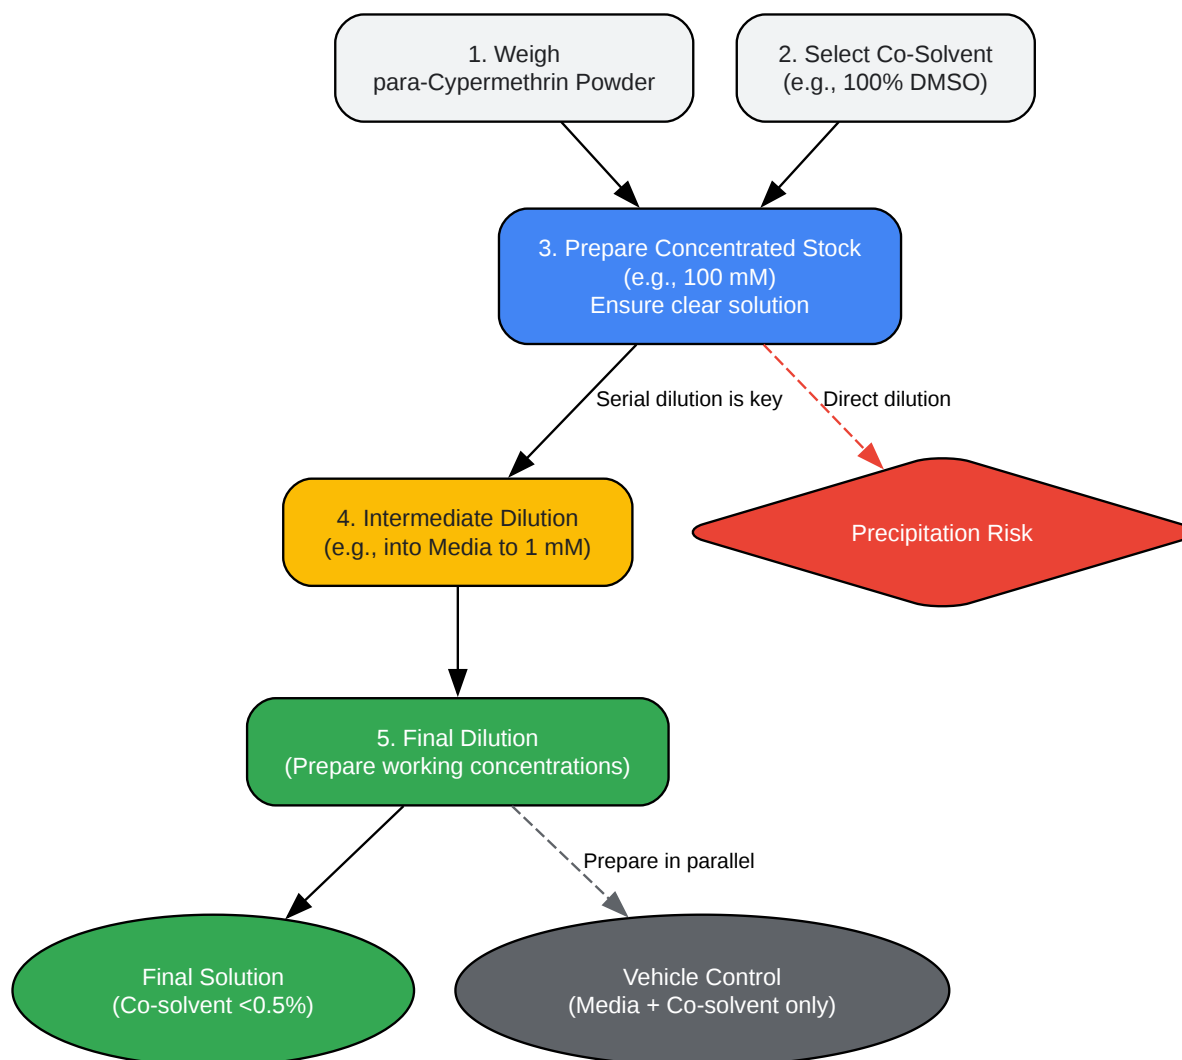 1. Weigh
para-Cypermethrin Powder
2. Select Co-Solvent
(e.g., 100% DMSO)
3. Prepare Concentrated Stock
(e.g., 100 mM)
Ensure clear solution
Serial dilution is key
Direct dilution
4. Intermediate Dilution
(e.g., into Media to 1 mM)
Precipitation Risk
5. Final Dilution
(Prepare working concentrations)
Prepare in parallel
Final Solution
(Co-solvent <0.5%)
Vehicle Control
(Media + Co-solvent only)